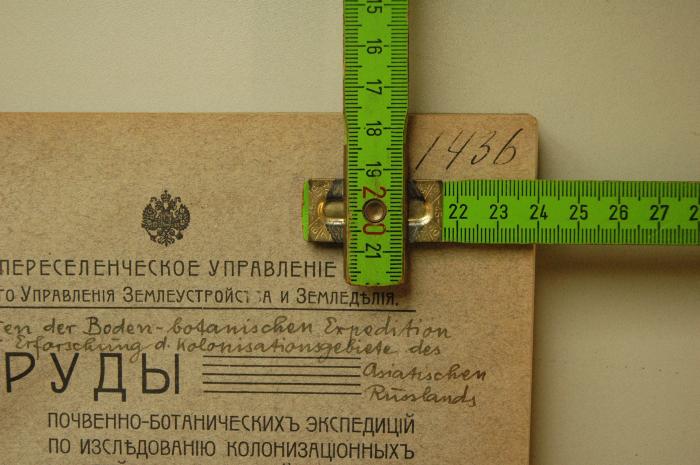 15
16
17
18
19
20
21
1436
22 23 24 25 26 27 2
ПЕРЕСЕЛЕНЧЕСКОЕ УПРАВЛЕНІЕ
го Управленія Землеустройства и Земледѣлія.
ten der Boden-botanischen Expedition
Erforschung d. Kolonisationsgebiete des
Asiatischen
РУДЫ
Russlands
ПОЧВЕННО-БОТАНИЧЕСКИХЪ ЭКСПЕДИЦІЙ
ПО ИЗСЛѢДОВАНІЮ КОЛОНИЗАЦІОННЫХЪ